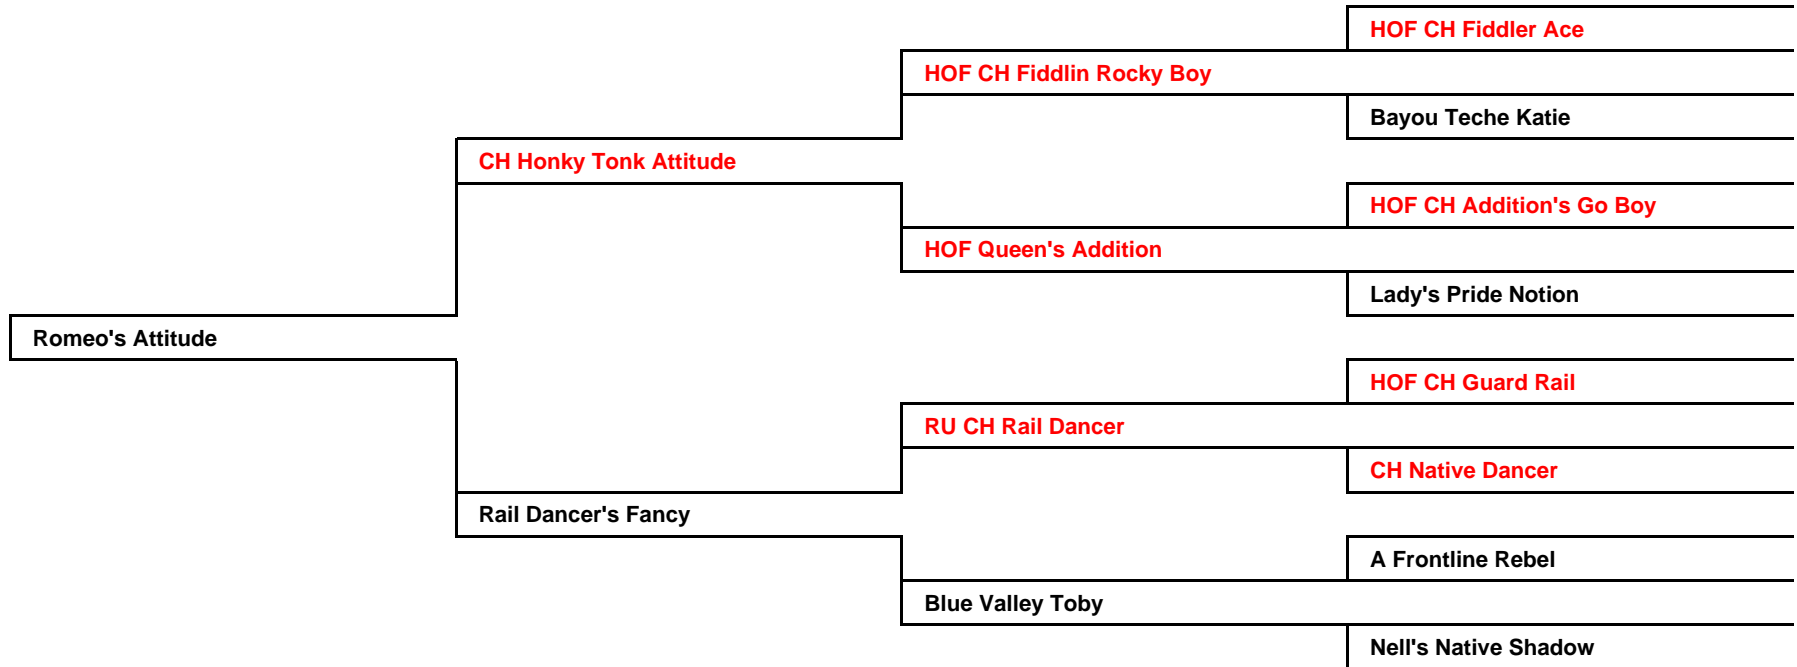 HOF CH Fiddler Ace
HOF CH Fiddlin Rocky Boy
Bayou Teche Katie
CH Honky Tonk Attitude
HOF CH Addition's Go Boy
HOF Queen's Addition
Lady's Pride Notion
Romeo's Attitude
HOF CH Guard Rail
RU CH Rail Dancer
CH Native Dancer
Rail Dancer's Fancy
A Frontline Rebel
Blue Valley Toby
Nell's Native Shadow